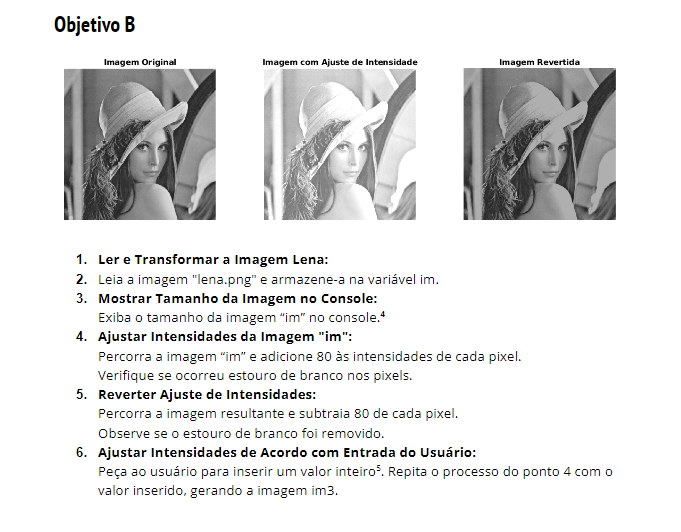 Objetivo B
Imagem Original
Imagem com Ajuste de Intensidade
Imagem Revertida
1. Ler e Transformar a Imagem Lena:
2. Leia a imagem "lena.png" e armazene-a na variável im.
3. Mostrar Tamanho da Imagem no Console:
Exiba o tamanho da imagem “im” no console.⁴
4. Ajustar Intensidades da Imagem "im":
Percorra a imagem “im” e adicione 80 às intensidades de cada pixel.
Verifique se ocorreu estouro de branco nos pixels.
5. Reverter Ajuste de Intensidades:
Percorra a imagem resultante e subtraia 80 de cada pixel.
Observe se o estouro de branco foi removido.
6. Ajustar Intensidades de Acordo com Entrada do Usuário:
Peça ao usuário para inserir um valor inteiro⁵. Repita o processo do ponto 4 com o
valor inserido, gerando a imagem im3.